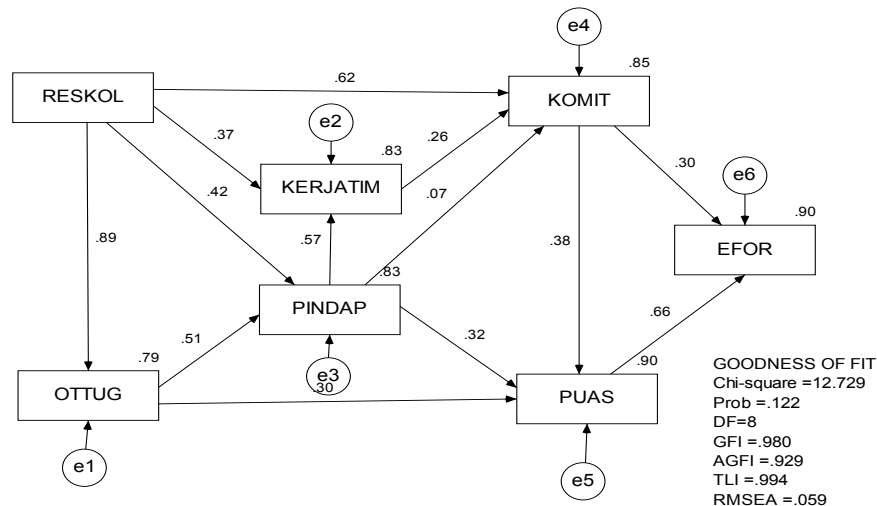 e4
.85
.62
RESKOL
KOMIT
e2
.37
.83
.26
.30
e6
KERJATIM
.42
.07
.90
.89
.57
.38
EFOR
.83
PINDAP
.51
.32
.66
.79
e3
.90
.30
OTTUG
PUAS
e1
e5
GOODNESS OF FIT
Chi-square =12.729
Prob =.122
DF=8
GFI =.980
AGFI =.929
TLI =.994
RMSEA =.059